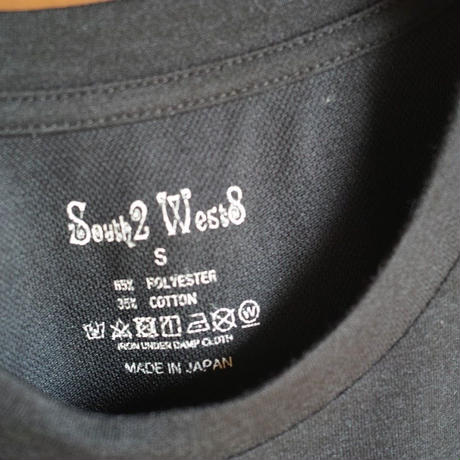 South2 West8
S
65% POLYESTER
35% COTTON
IRON UNDER DAMP CLOTH
MADE IN JAPAN